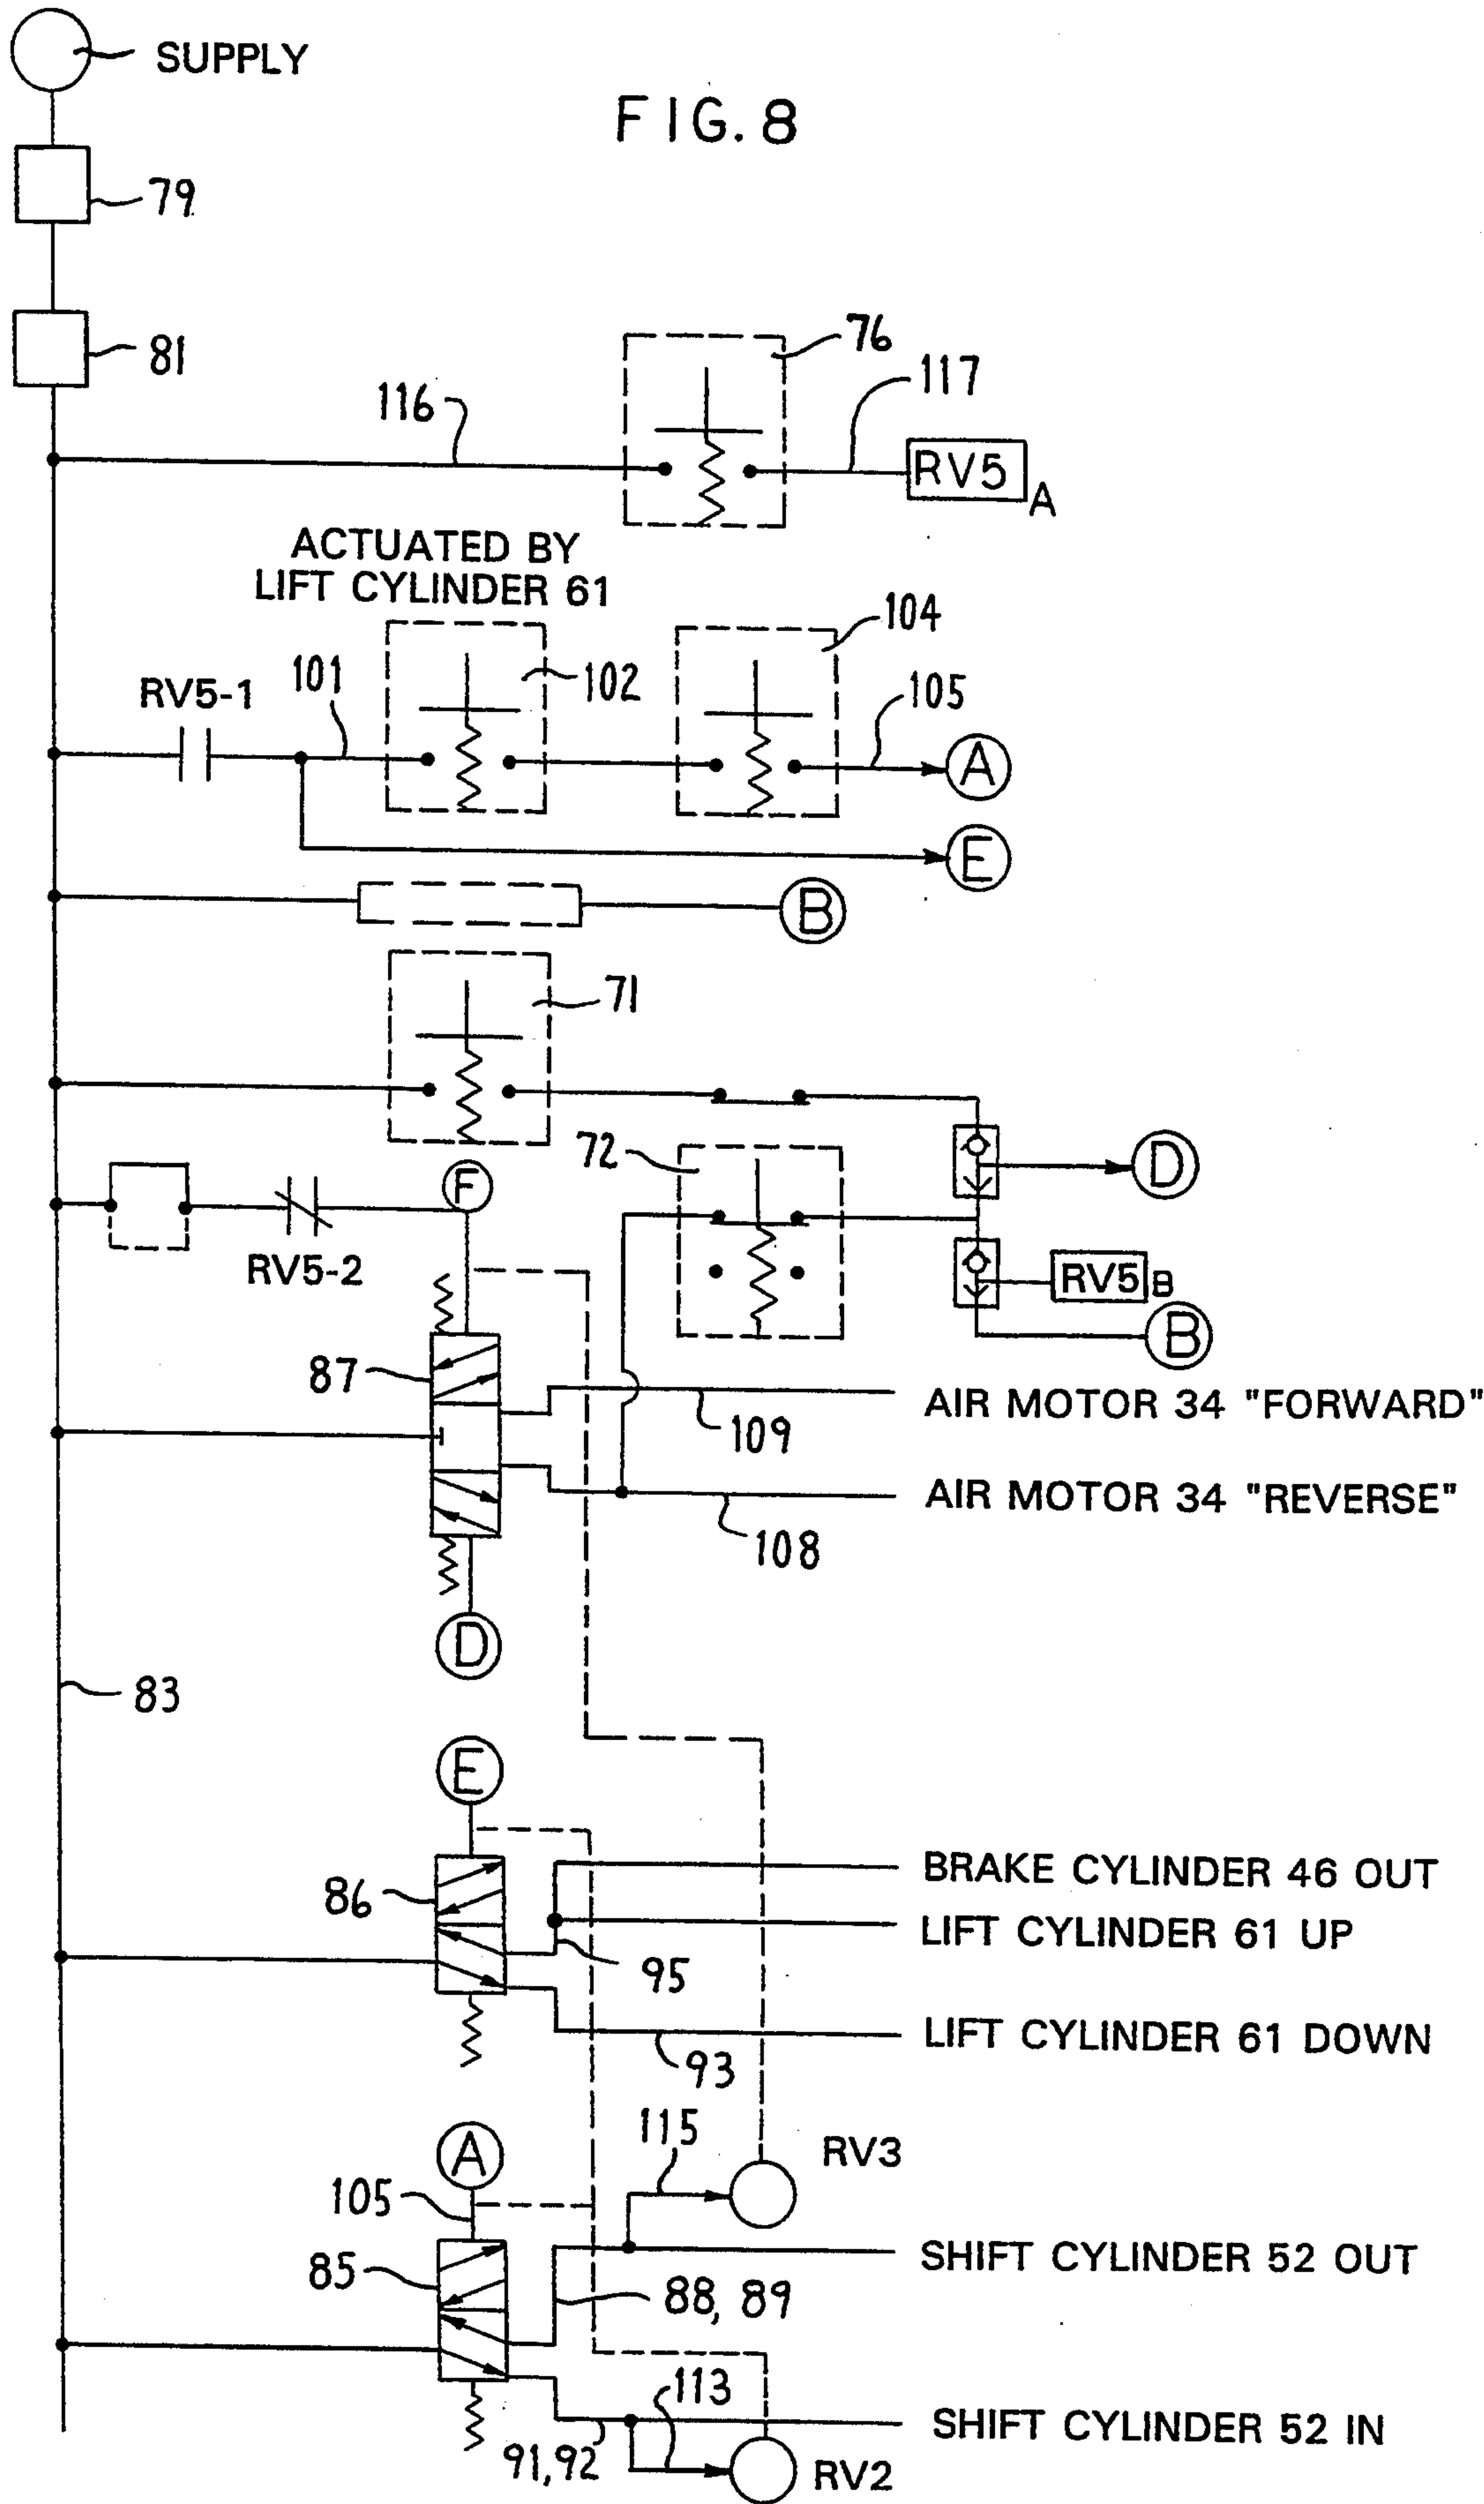 SUPPLY
FIG. 8
79
81
76
116
117
RV5
A
ACTUATED BY
LIFT CYLINDER 61
104
RV5-1
101
102
105
A
E
B
71
72
D
F
RV5-2
RV5
B
B
87
AIR MOTOR 34 "FORWARD"
109
AIR MOTOR 34 "REVERSE"
108
D
83
E
86
BRAKE CYLINDER 46 OUT
LIFT CYLINDER 61 UP
95
LIFT CYLINDER 61 DOWN
93
A
115
RV3
105
85
SHIFT CYLINDER 52 OUT
88, 89
113
SHIFT CYLINDER 52 IN
91, 92
RV2